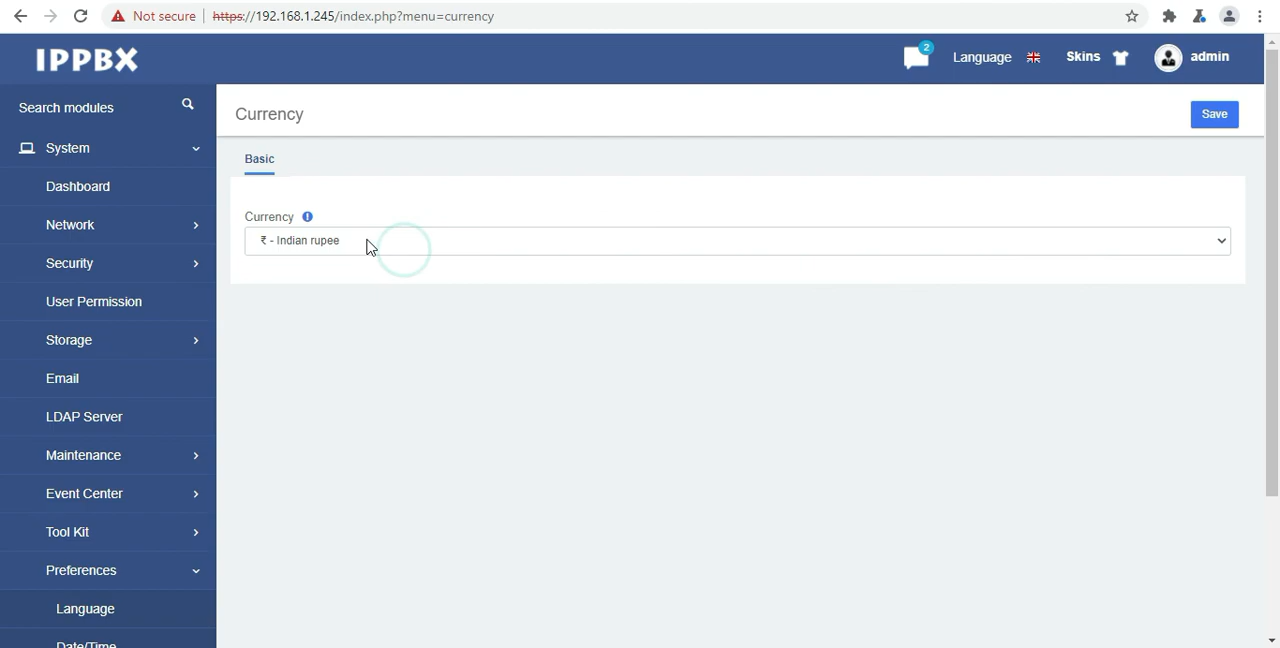 Not secure https://192.168.1.245/index.php?menu=currency
IPPBX
2
Language
Skins
admin
Search modules
System
Dashboard
Network
Security
User Permission
Storage
Email
LDAP Server
Maintenance
Event Center
Tool Kit
Preferences
Language
Date/Time
Currency
Save
Basic
Currency
₹ - Indian rupee